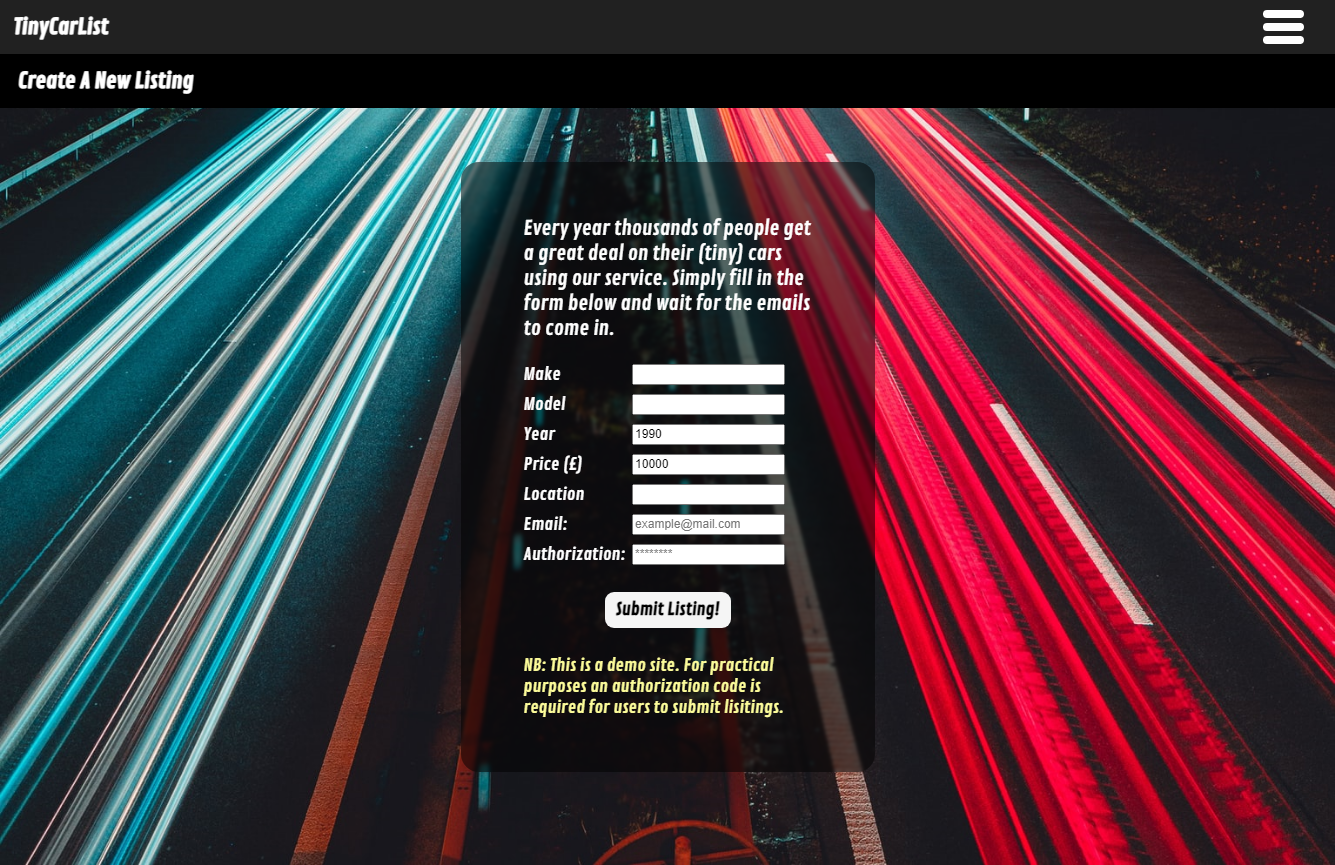 TinyCarList
Create A New Listing
Every year thousands of people get
a great deal on their (tiny) cars
using our service. Simply fill in the
form below and wait for the emails
to come in.
Make
Model
Year 1990
Price (£) 10000
Location
Email: example@mail.com
Authorization: ********
Submit Listing!
NB: This is a demo site. For practical
purposes an authorization code is
required for users to submit lisitings.